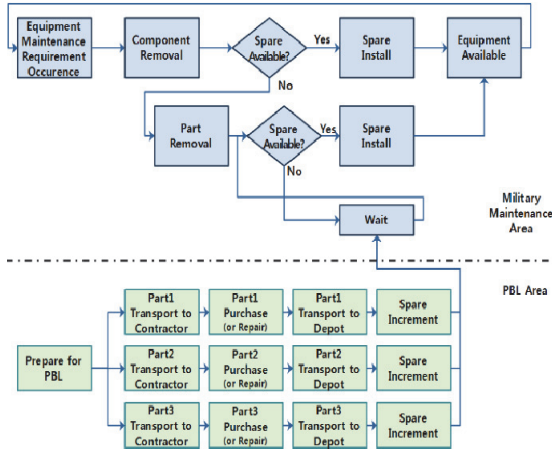 Equipment
Maintenance
Requirement
Occurence
Component
Removal
Spare
Available?
Yes
Spare
Install
Equipment
Available
No
Part
Removal
Spare
Available?
Yes
Spare
Install
No
Wait
Military
Maintenance
Area
PBL Area
Prepare for
PBL
Part1
Transport to
Contractor
Part1
Purchase
(or Repair)
Part1
Transport to
Depot
Spare
Increment
Part2
Transport to
Contractor
Part2
Purchase
(or Repair)
Part2
Transport to
Depot
Spare
Increment
Part3
Transport to
Contractor
Part3
Purchase
(or Repair)
Part3
Transport to
Depot
Spare
Increment